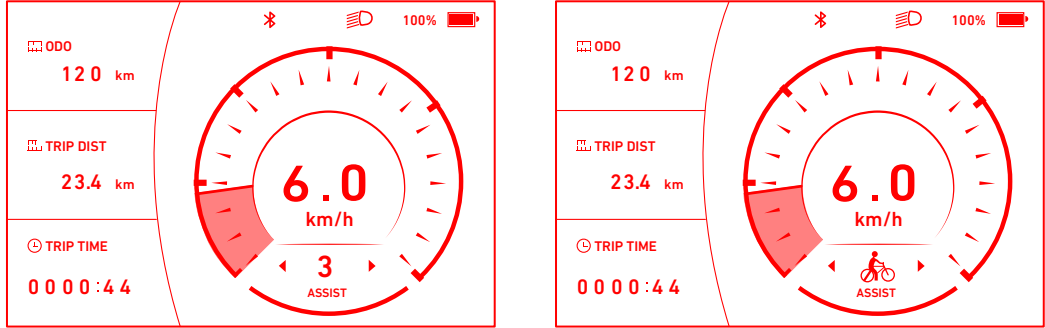 100%
ODO
120 km
TRIP DIST
23.4 km
TRIP TIME
0000:44
6.0
km/h
3
ASSIST
100%
ODO
120 km
TRIP DIST
23.4 km
TRIP TIME
0000:44
6.0
km/h
ASSIST